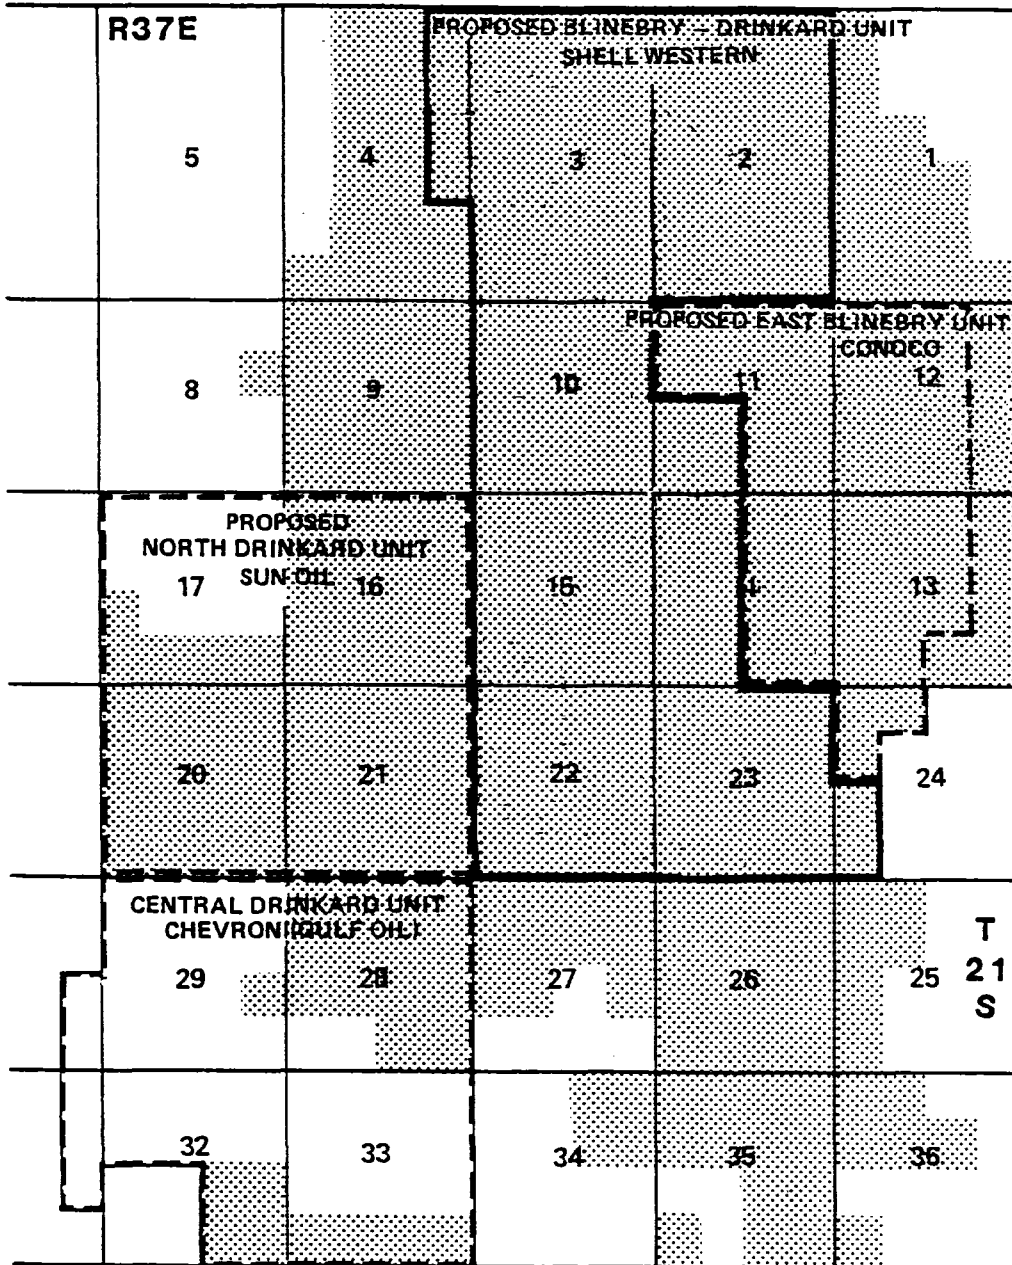 R37E
PROPOSED BLINEBRY - DRINKARD UNIT
SHELL WESTERN
5
4
3
2
1
PROPOSED EAST BLINEBRY UNIT
CONOCO
8
9
10
11
12
PROPOSED
NORTH DRINKARD UNIT
SUN OIL
17
16
15
14
13
20
21
22
23
24
CENTRAL DRINKARD UNIT
CHEVRON (GULF OIL)
29
28
27
26
25
T
21
S
32
33
34
35
36